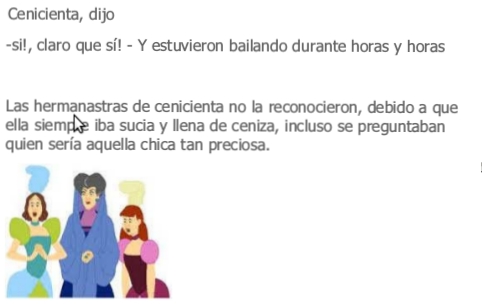 Cenicienta, dijo
-si!, claro que sí! - Y estuvieron bailando durante horas y horas
Las hermanastras de cenicienta no la reconocieron, debido a que
ella siempre iba sucia y llena de ceniza, incluso se preguntaban
quien sería aquella chica tan preciosa.